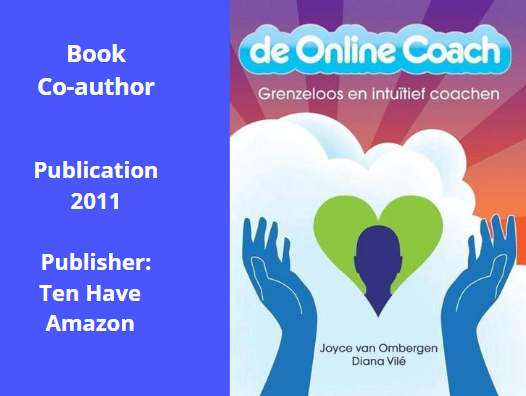 Book
Co-author
Publication
2011
Publisher:
Ten Have
Amazon
de Online Coach
Grenzeloos en intuïtief coachen
Joyce van Ombergen
Diana Vilé